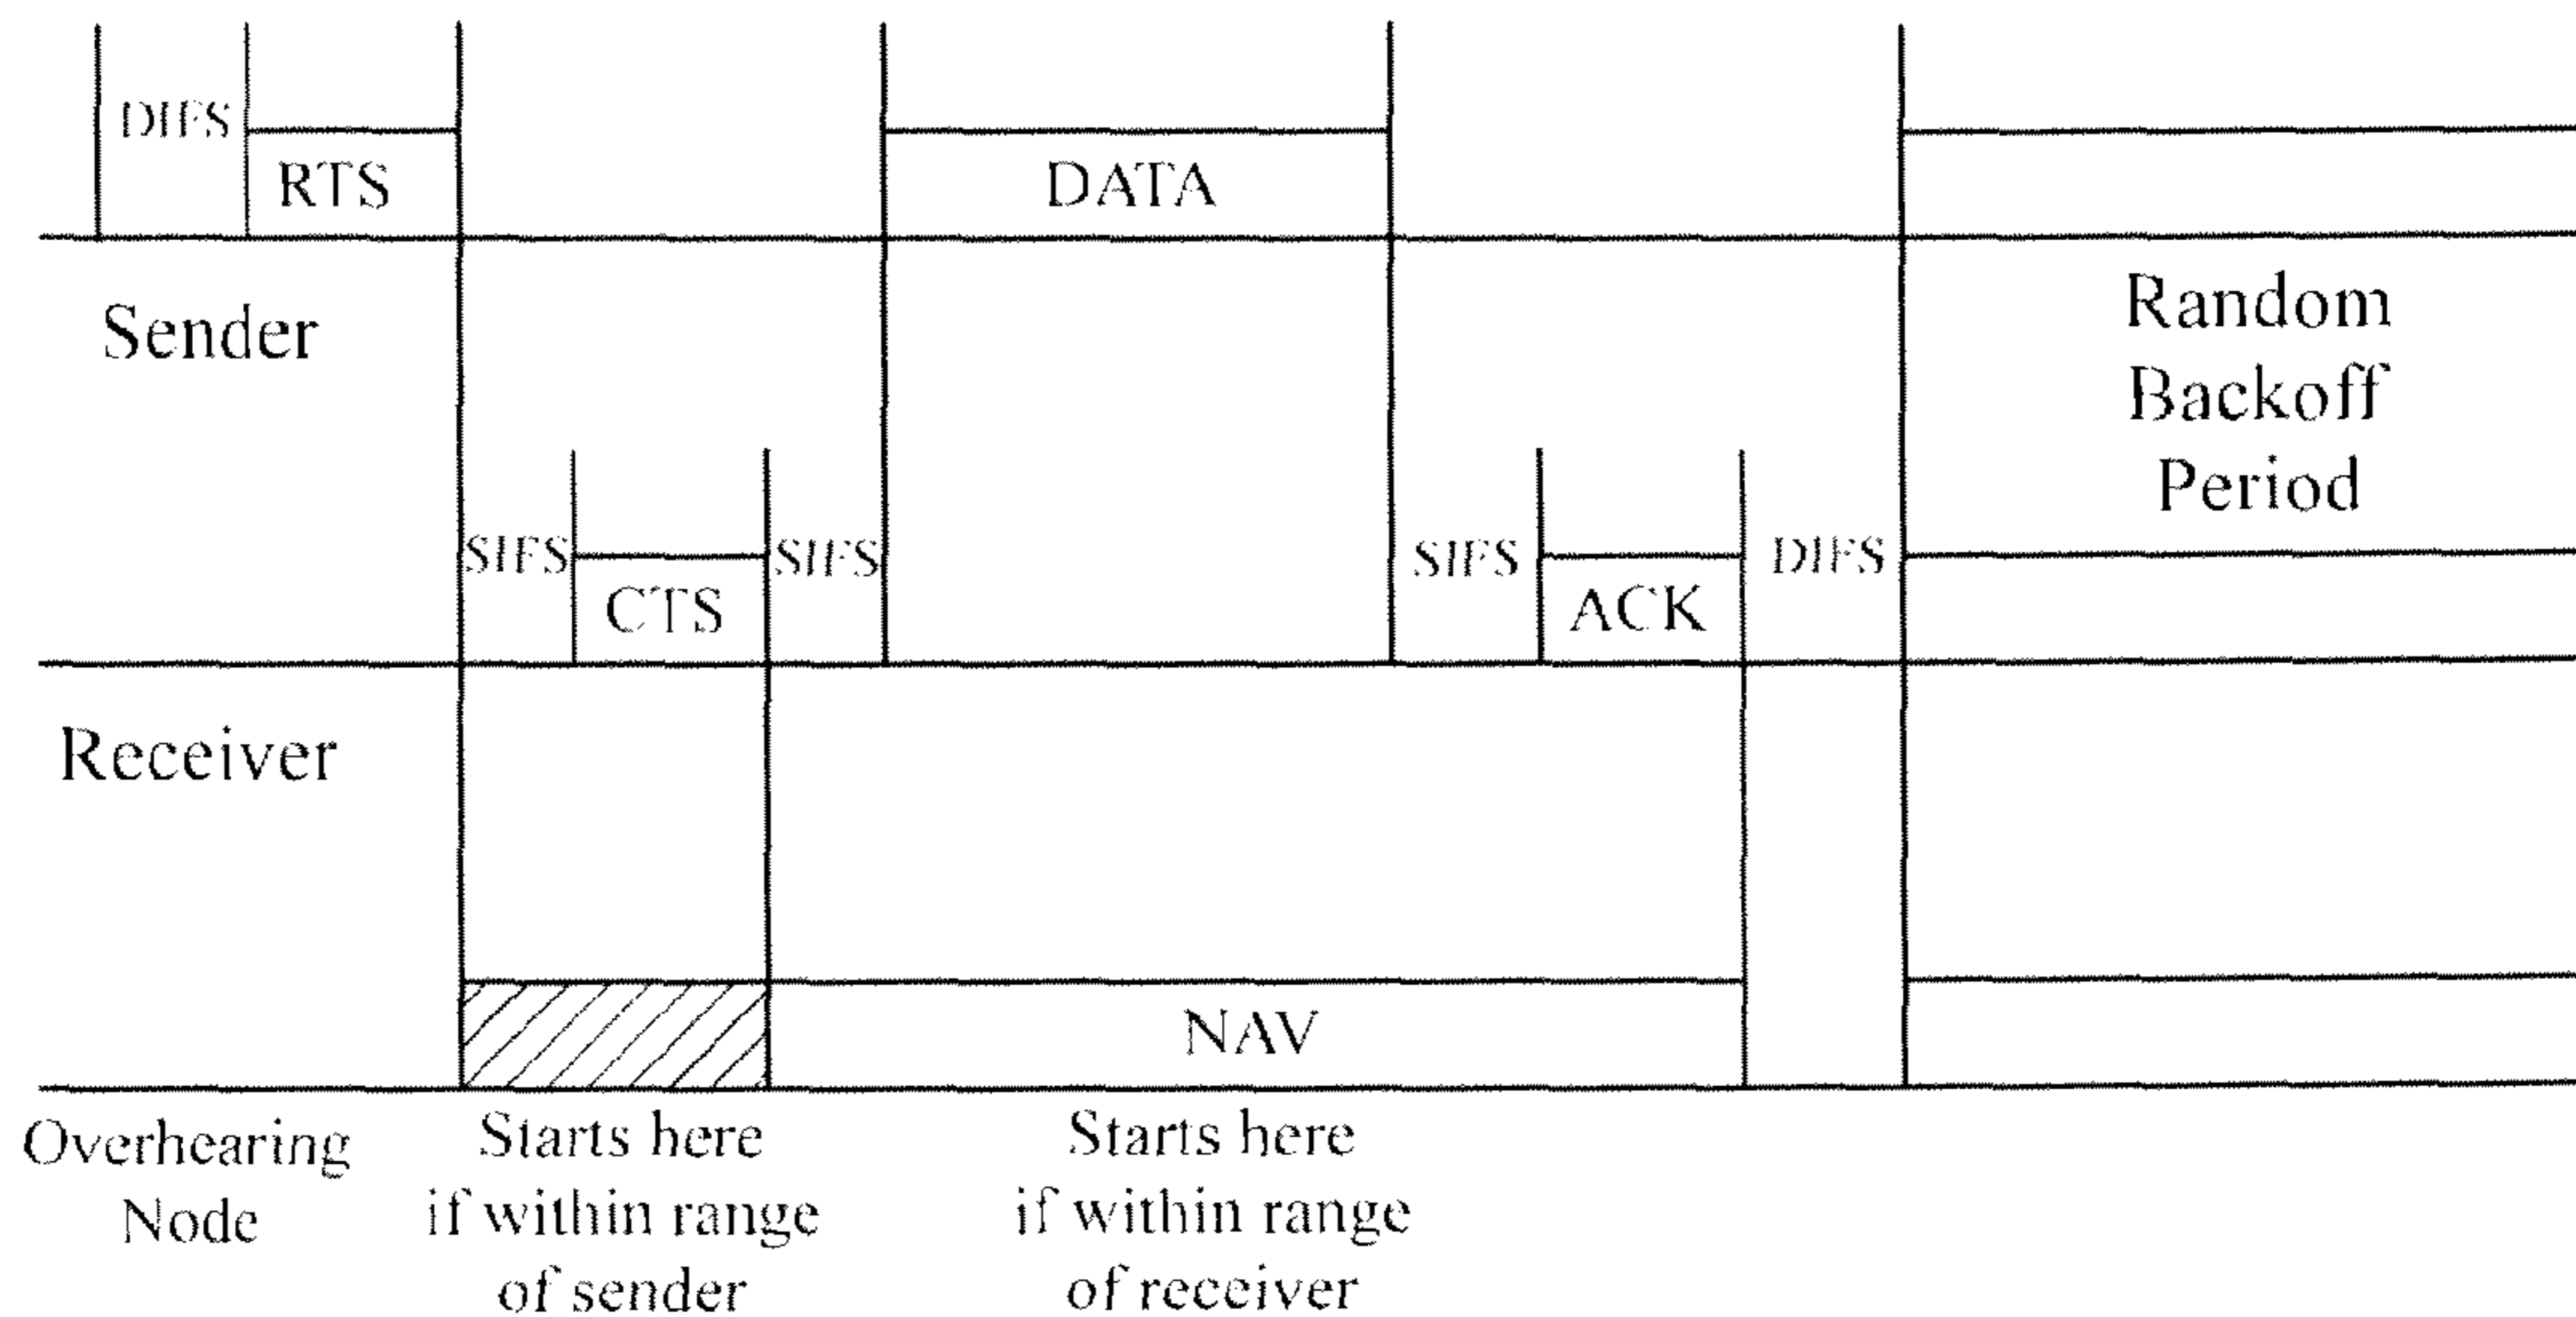 DIFS
RTS
DATA
Sender
Random
Backoff
Period
SIFS
CTS
SIFS
SIFS
ACK
DIFS
Receiver
NAV
Overhearing
Node
Starts here
if within range
of sender
Starts here
if within range
of receiver